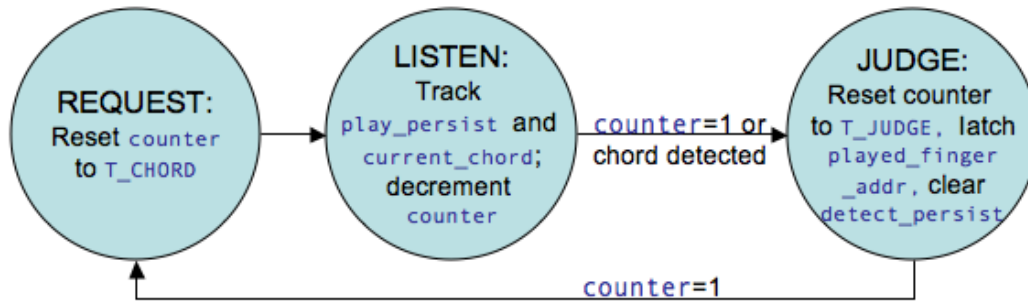 REQUEST:
Reset counter
to T_CHORD
LISTEN:
Track
play_persist and
current_chord;
decrement
counter
counter=1 or
chord detected
JUDGE:
Reset counter
to T_JUDGE, latch
played_finger
_addr, clear
detect_persist
counter=1